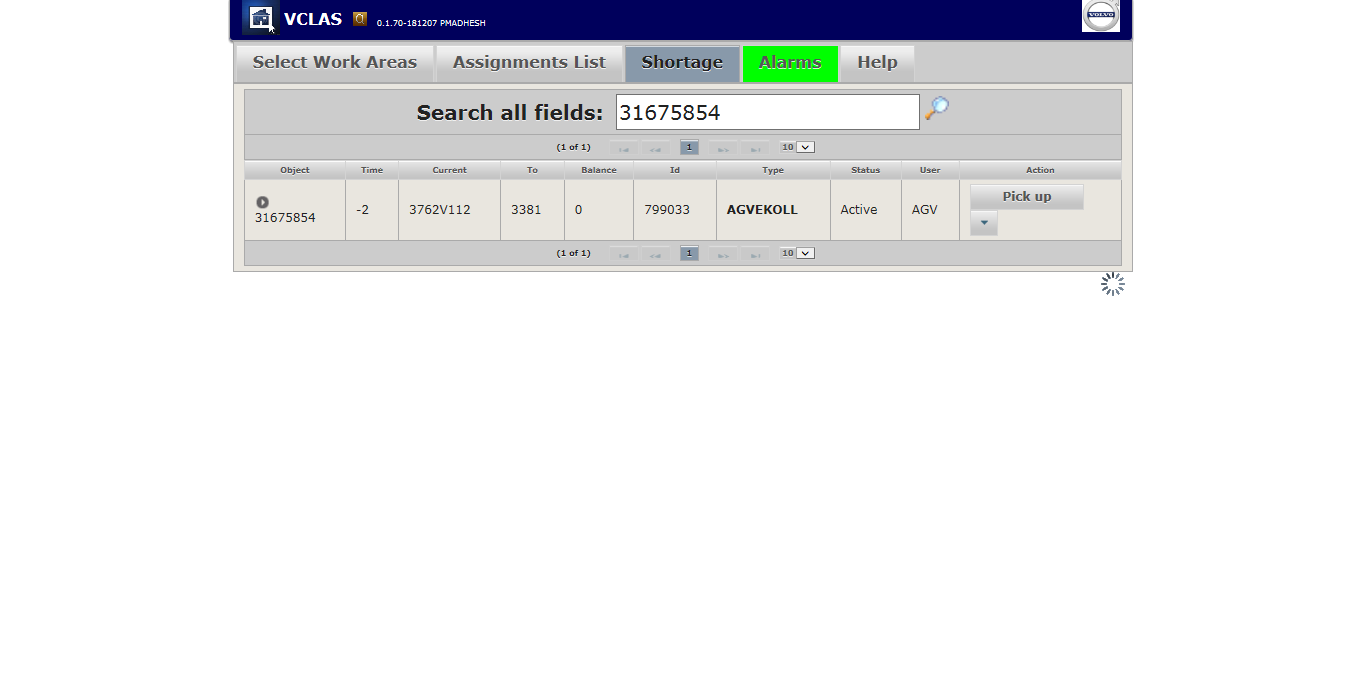 VCLAS 0.1.70-181207 PMADHESH
VOLVO
Select Work Areas Assignments List Shortage Alarms Help
Search all fields: 31675854
(1 of 1) 1 10
Object Time Current To Balance Id Type Status User Action
31675854 -2 3762V112 3381 0 799033 AGVEKOLL Active AGV Pick up
(1 of 1) 1 10